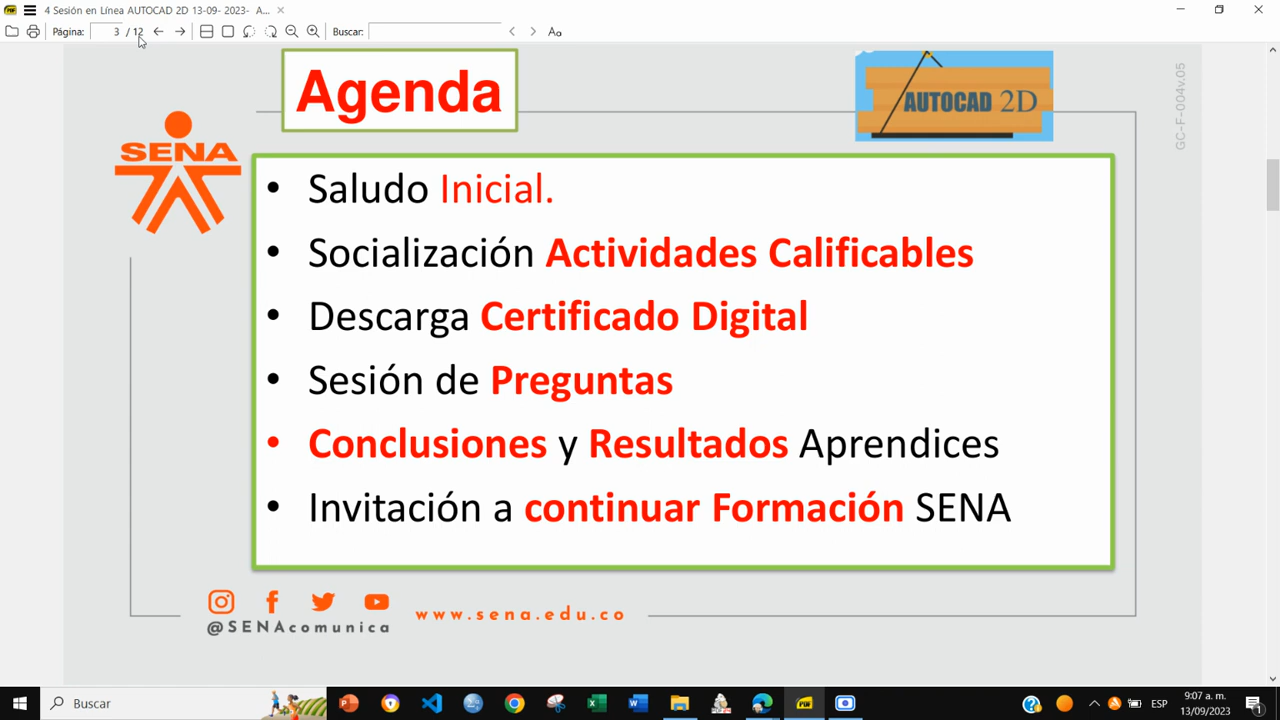 4 Sesión en Línea AUTOCAD 2D 13-09- 2023- A...
Página: 3 / 12 Buscar: Aa
Agenda
AUTOCAD 2D
GC-F-004v.05
SENA
• Saludo Inicial.
• Socialización Actividades Calificables
• Descarga Certificado Digital
• Sesión de Preguntas
• Conclusiones y Resultados Aprendices
• Invitación a continuar Formación SENA
@SENAcomunica
www.sena.edu.co
Buscar
ESP
9:07 a. m.
13/09/2023